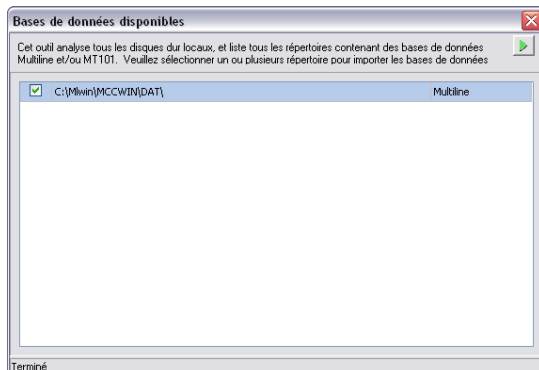 Bases de données disponibles
Cet outil analyse tous les disques dur locaux, et liste tous les répertoires contenant des bases de données
Multiline et/ou MT101. Veuillez sélectionner un ou plusieurs répertoire pour importer les bases de données
C:\Mlwin\MCCWIN\DAT\ Multiline
Terminé